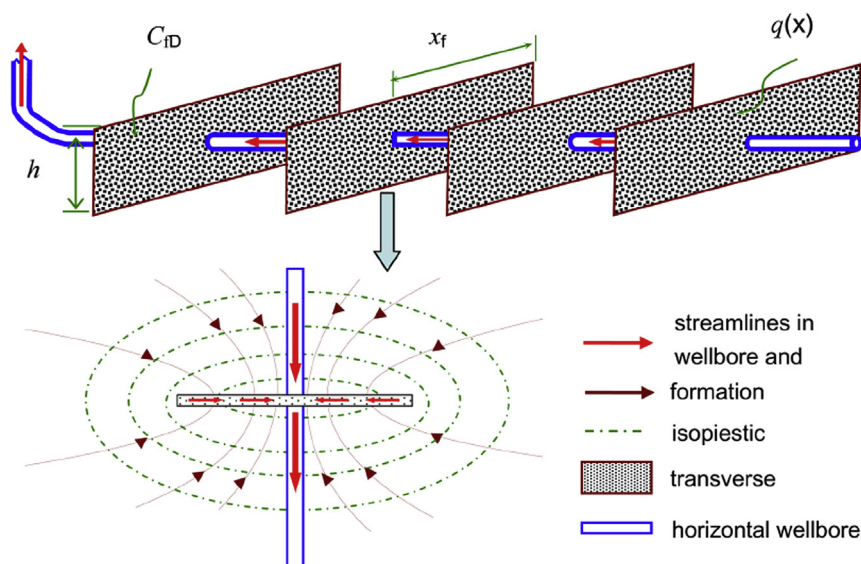 C_fD
x_f
q(x)
h
streamlines in
wellbore and
formation
isopiestic
transverse
horizontal wellbore